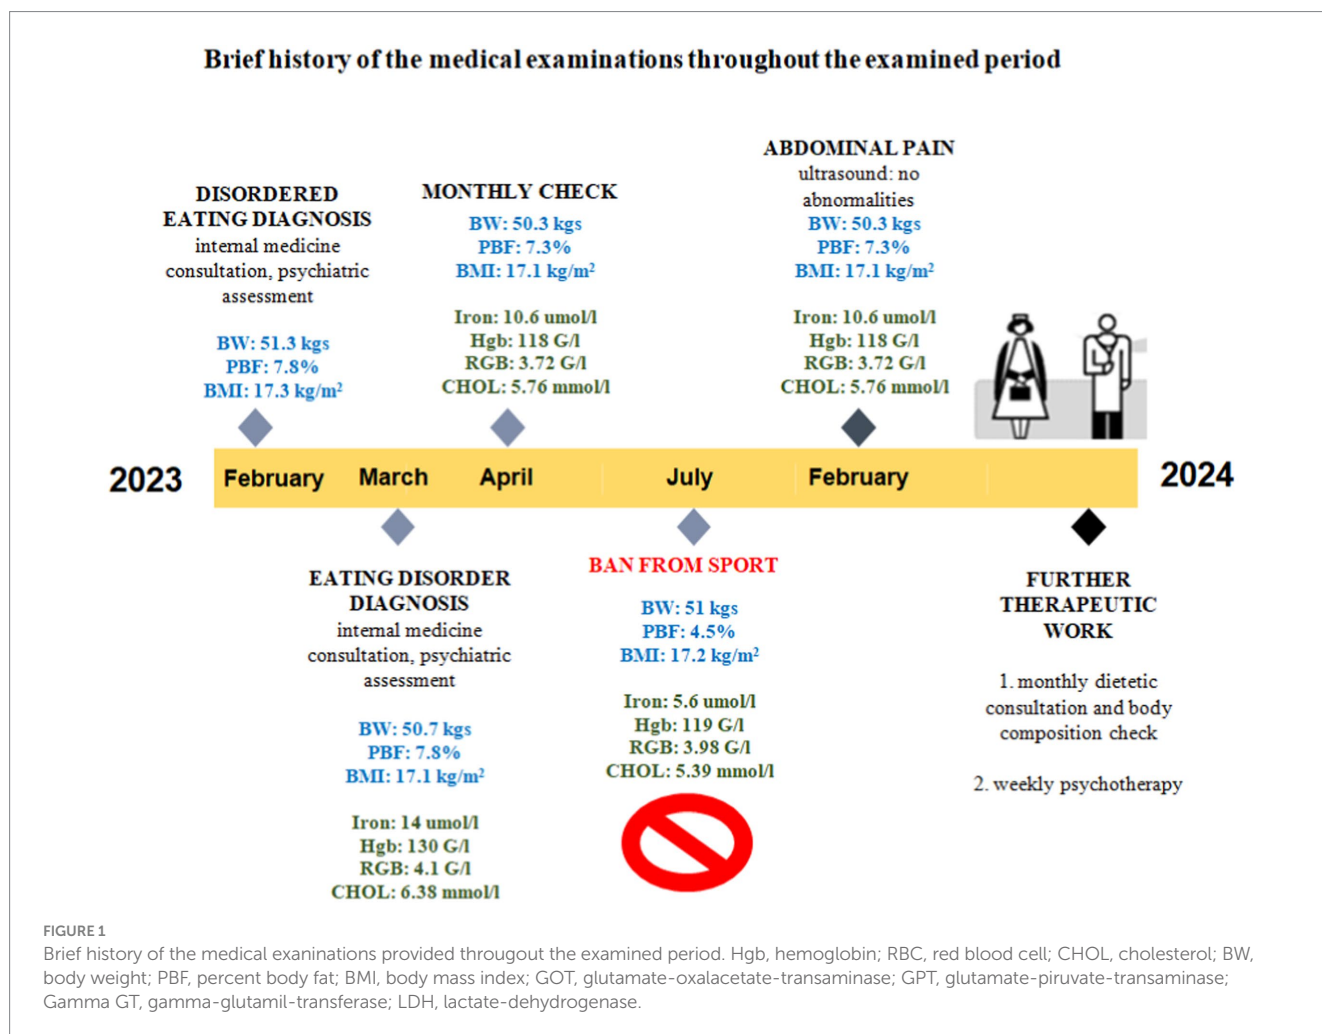 Brief history of the medical examinations throughout the examined period
DISORDERED
EATING DIAGNOSIS
internal medicine
consultation, psychiatric
assessment
BW: 51.3 kgs
PBF: 7.8%
BMI: 17.3 kg/m²
MONTHLY CHECK
BW: 50.3 kgs
PBF: 7.3%
BMI: 17.1 kg/m²
Iron: 10.6 umol/l
Hgb: 118 G/l
RGB: 3.72 G/l
CHOL: 5.76 mmol/l
ABDOMINAL PAIN
ultrasound: no
abnormalities
BW: 50.3 kgs
PBF: 7.3%
BMI: 17.1 kg/m²
Iron: 10.6 umol/l
Hgb: 118 G/l
RGB: 3.72 G/l
CHOL: 5.76 mmol/l
2023 February March April July February 2024
EATING DISORDER
DIAGNOSIS
internal medicine
consultation, psychiatric
assessment
BW: 50.7 kgs
PBF: 7.8%
BMI: 17.1 kg/m²
Iron: 14 umol/l
Hgb: 130 G/l
RGB: 4.1 G/l
CHOL: 6.38 mmol/l
BAN FROM SPORT
BW: 51 kgs
PBF: 4.5%
BMI: 17.2 kg/m²
Iron: 5.6 umol/l
Hgb: 119 G/l
RGB: 3.98 G/l
CHOL: 5.39 mmol/l
FURTHER
THERAPEUTIC
WORK
1. monthly dietetic
consultation and body
composition check
2. weekly psychotherapy
FIGURE 1
Brief history of the medical exaninations provided througout the examined period. Hgb, hemoglobin; RBC, red blood cell; CHOL, cholesterol; BW,
body weight; PBF, percent body fat; BMI, body mass index; GOT, glutamate-oxalacetate-transaminase; GPT, glutamate-piruvate-transaminase;
Gamma GT, gamma-glutamil-transferase; LDH, lactate-dehydrogenase.